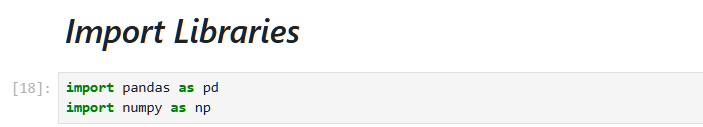 Import Libraries
[18]: import pandas as pd
import numpy as np